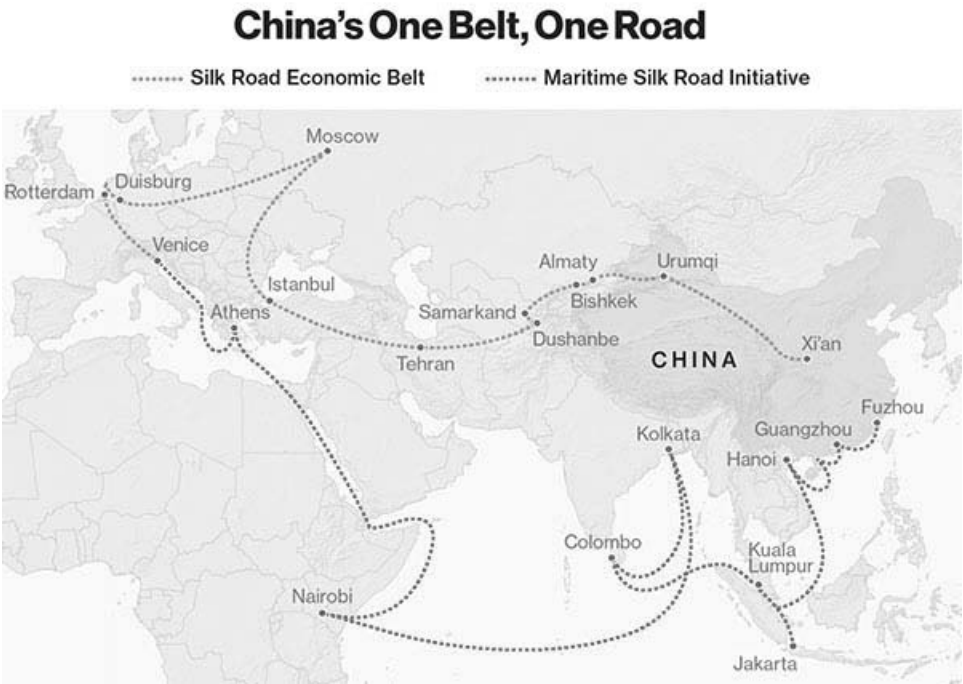 China's One Belt, One Road
Silk Road Economic Belt
Maritime Silk Road Initiative
Moscow
Rotterdam
Duisburg
Venice
Istanbul
Athens
Tehran
Samarkand
Dushanbe
Almaty
Bishkek
Urumqi
Xi'an
CHINA
Fuzhou
Guangzhou
Hanoi
Kolkata
Colombo
Kuala
Lumpur
Nairobi
Jakarta